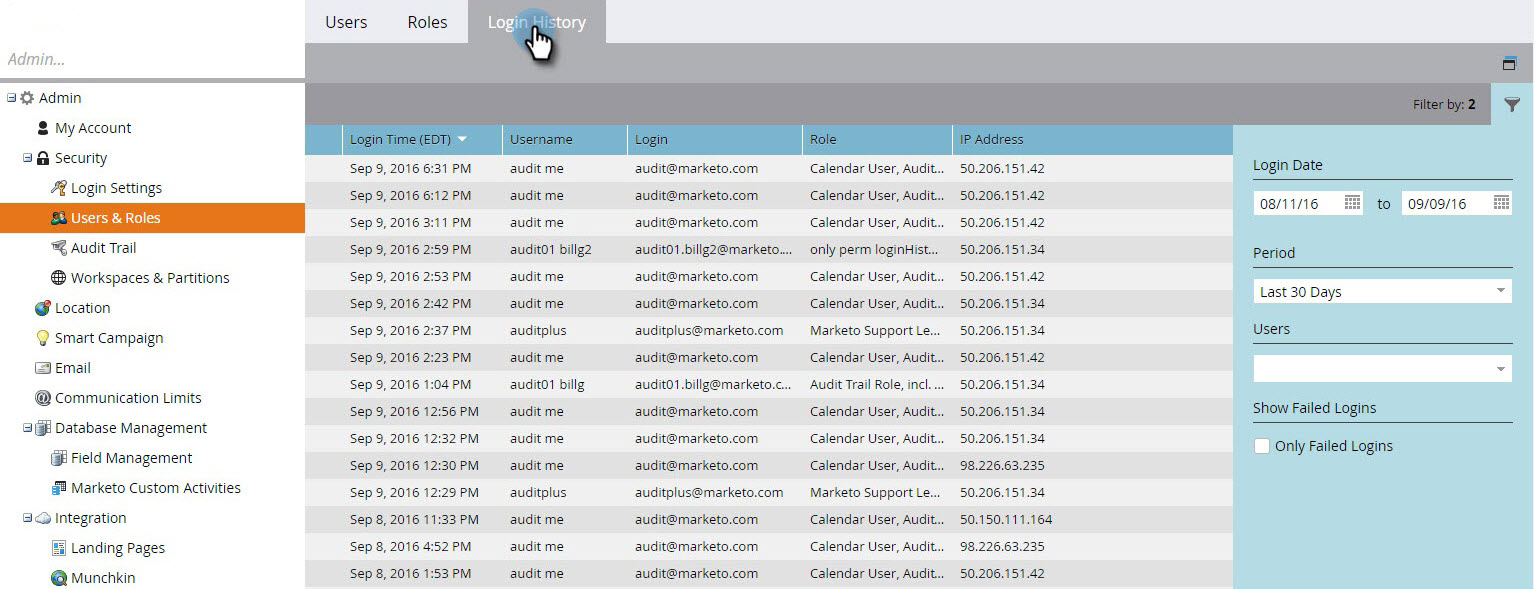 Users Roles Login History
Admin...
Filter by: 2
Admin
My Account
Security
Login Settings
Users & Roles
Audit Trail
Workspaces & Partitions
Location
Smart Campaign
Email
Communication Limits
Database Management
Field Management
Marketo Custom Activities
Integration
Landing Pages
Munchkin
Login Time (EDT) Username Login Role IP Address
Sep 9, 2016 6:31 PM audit me audit@marketo.com Calendar User, Audit... 50.206.151.42
Sep 9, 2016 6:12 PM audit me audit@marketo.com Calendar User, Audit... 50.206.151.42
Sep 9, 2016 3:11 PM audit me audit@marketo.com Calendar User, Audit... 50.206.151.42
Sep 9, 2016 2:59 PM audit01 billg2 audit01.billg2@marketo.... only perm loginHist... 50.206.151.34
Sep 9, 2016 2:53 PM audit me audit@marketo.com Calendar User, Audit... 50.206.151.42
Sep 9, 2016 2:42 PM audit me audit@marketo.com Calendar User, Audit... 50.206.151.34
Sep 9, 2016 2:37 PM auditplus auditplus@marketo.com Marketo Support Le... 50.206.151.34
Sep 9, 2016 2:23 PM audit me audit@marketo.com Calendar User, Audit... 50.206.151.42
Sep 9, 2016 1:04 PM audit01 billg audit01.billg@marketo.c... Audit Trail Role, incl. ... 50.206.151.34
Sep 9, 2016 12:56 PM audit me audit@marketo.com Calendar User, Audit... 50.206.151.34
Sep 9, 2016 12:32 PM audit me audit@marketo.com Calendar User, Audit... 50.206.151.34
Sep 9, 2016 12:30 PM audit me audit@marketo.com Calendar User, Audit... 98.226.63.235
Sep 9, 2016 12:29 PM auditplus auditplus@marketo.com Marketo Support Le... 50.206.151.34
Sep 8, 2016 11:33 PM audit me audit@marketo.com Calendar User, Audit... 50.150.111.164
Sep 8, 2016 4:52 PM audit me audit@marketo.com Calendar User, Audit... 98.226.63.235
Sep 8, 2016 1:53 PM audit me audit@marketo.com Calendar User, Audit... 50.206.151.42
Login Date
08/11/16 to 09/09/16
Period
Last 30 Days
Users
Show Failed Logins
Only Failed Logins